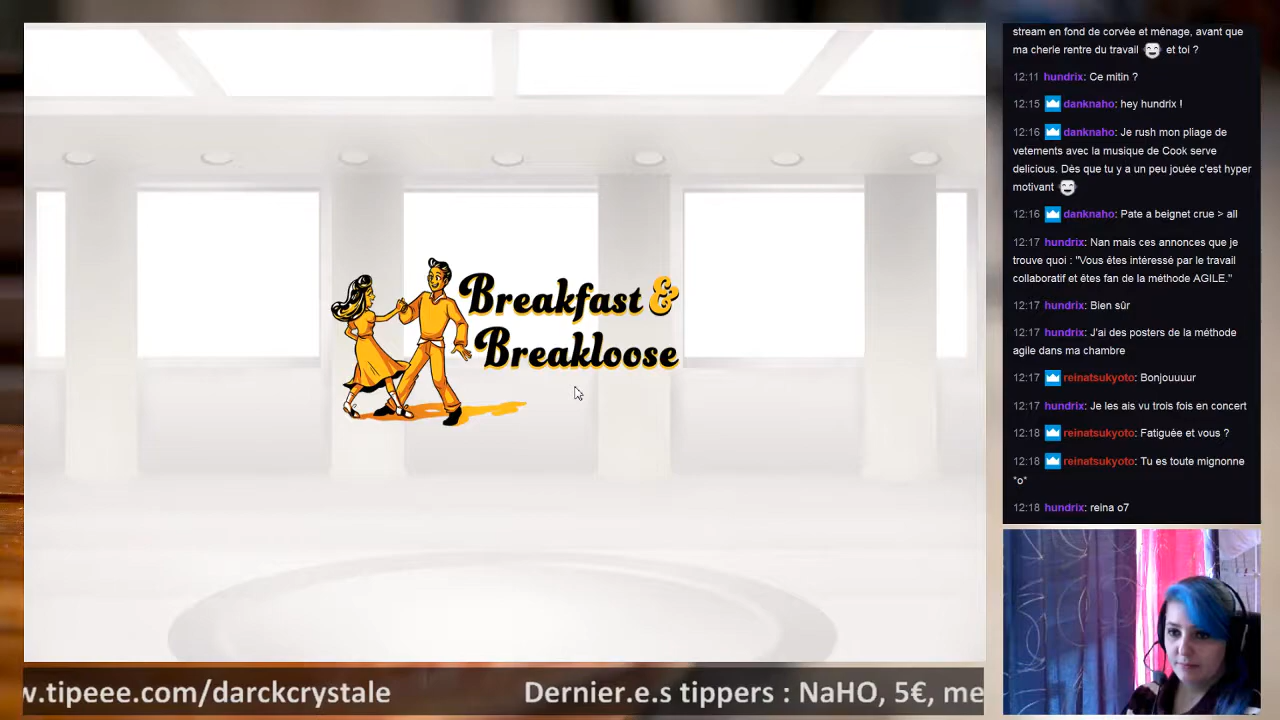 Breakfast &
Breakloose
stream en fond de corvée et ménage, avant que
ma cherie rentre du travail et toi ?
12:11 hundrix: Ce mitin ?
12:15 danknaho: hey hundrix !
12:16 danknaho: Je rush mon pliage de
vetements avec la musique de Cook serve
delicious. Dès que tu y a un peu jouée c'est hyper
motivant
12:16 danknaho: Pate a beignet crue > all
12:17 hundrix: Nan mais ces annonces que je
trouve quoi : "Vous êtes intéressé par le travail
collaboratif et êtes fan de la méthode AGILE."
12:17 hundrix: Bien sûr
12:17 hundrix: J'ai des posters de la méthode
agile dans ma chambre
12:17 reinatsukyoto: Bonjouuuur
12:17 hundrix: Je les ais vu trois fois en concert
12:18 reinatsukyoto: Fatiguée et vous ?
12:18 reinatsukyoto: Tu es toute mignonne
*o*
12:18 hundrix: reina o7
w.tipeee.com/darckcrystale Dernier.e.s tippers : NaHO, 5€, me